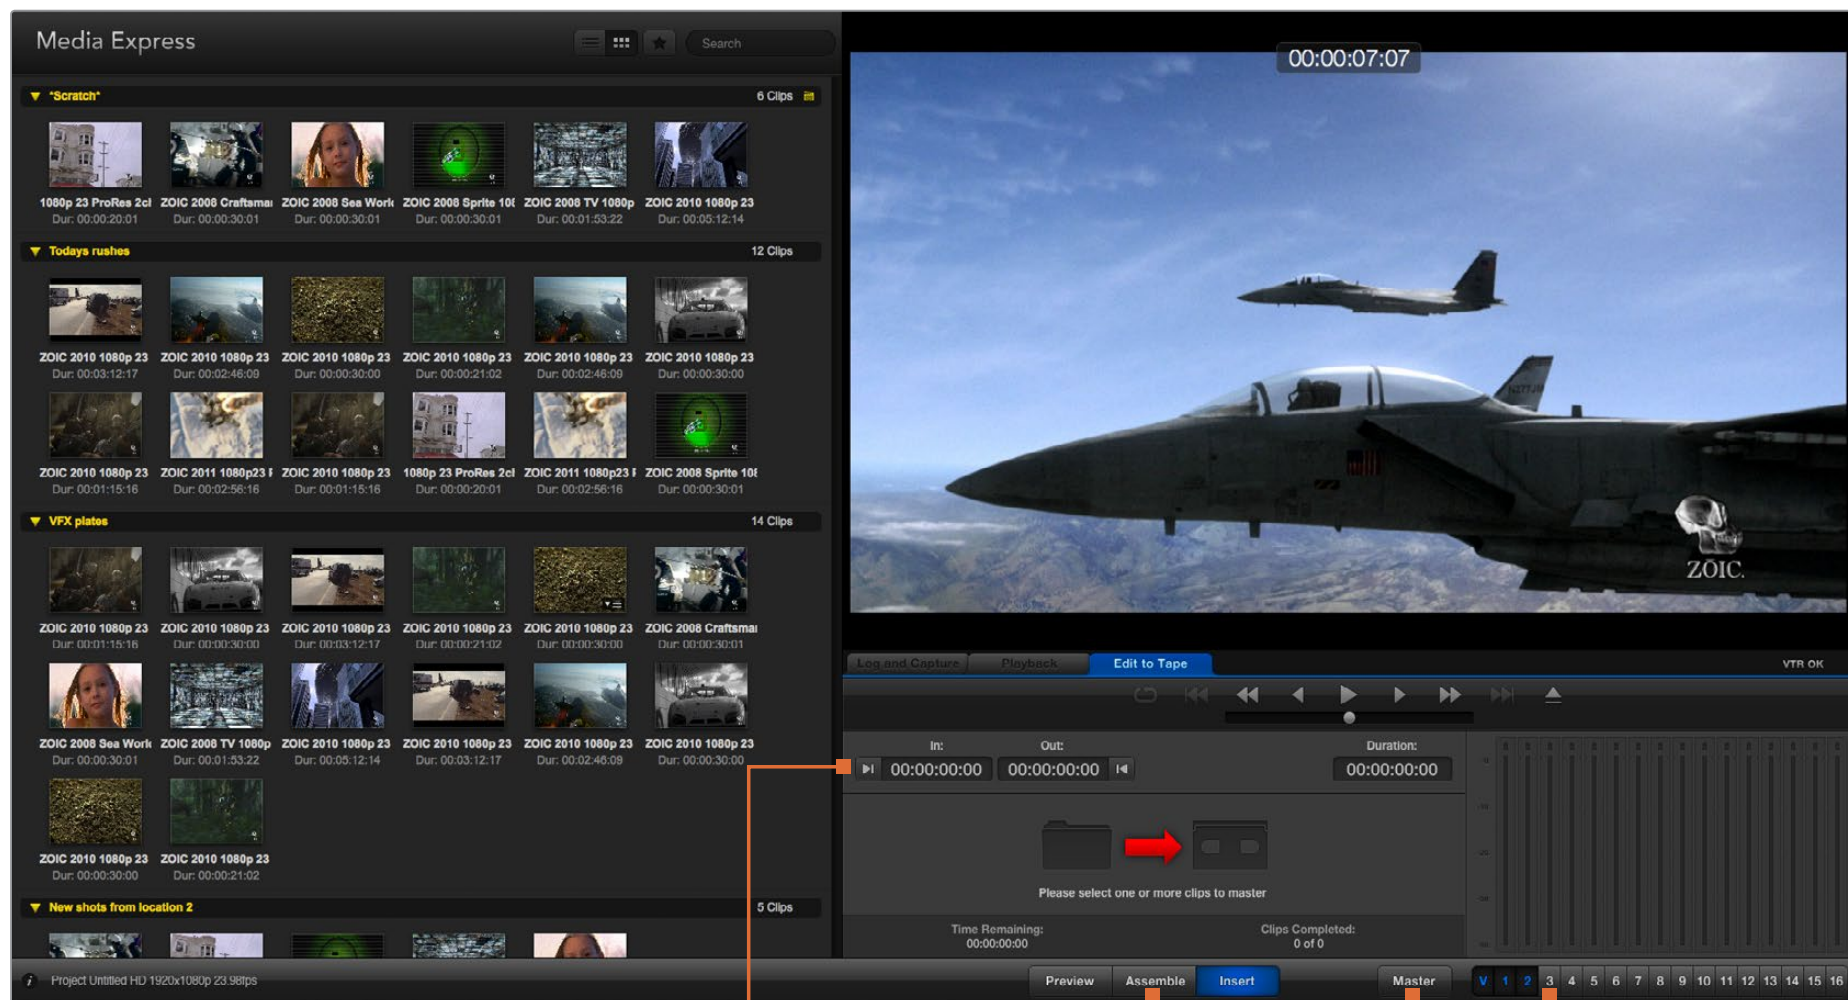 Media Express
Search
00:00:07:07
*Scratch*
6 Clips
1080p 23 ProRes 2cl
ZOIC 2008 Craftsmai
ZOIC 2008 Sea Work
ZOIC 2008 Sprite 108
ZOIC 2008 TV 1080p
ZOIC 2010 1080p 23
Dur: 00:00:20:01
Dur: 00:00:30:01
Dur: 00:00:30:01
Dur: 00:00:30:01
Dur: 00:01:53:22
Dur: 00:05:12:14
Todays rushes
12 Clips
ZOIC 2010 1080p 23
ZOIC 2010 1080p 23
ZOIC 2010 1080p 23
ZOIC 2010 1080p 23
ZOIC 2010 1080p 23
ZOIC 2010 1080p 23
Dur: 00:03:12:17
Dur: 00:02:46:09
Dur: 00:00:30:00
Dur: 00:00:21:02
Dur: 00:02:46:09
Dur: 00:00:30:00
ZOIC 2010 1080p 23
ZOIC 2011 1080p23 F
ZOIC 2010 1080p 23
1080p 23 ProRes 2cl
ZOIC 2011 1080p23 F
ZOIC 2008 Sprite 108
Dur: 00:01:15:16
Dur: 00:02:56:16
Dur: 00:01:15:16
Dur: 00:00:20:01
Dur: 00:02:56:16
Dur: 00:00:30:01
VFX plates
14 Clips
ZOIC 2010 1080p 23
ZOIC 2010 1080p 23
ZOIC 2010 1080p 23
ZOIC 2010 1080p 23
ZOIC 2010 1080p 23
ZOIC 2008 Craftsmai
Dur: 00:01:15:16
Dur: 00:00:30:00
Dur: 00:03:12:17
Dur: 00:00:21:02
Dur: 00:00:30:00
Dur: 00:00:30:01
ZOIC 2008 Sea Work
ZOIC 2008 TV 1080p
ZOIC 2010 1080p 23
ZOIC 2010 1080p 23
ZOIC 2010 1080p 23
ZOIC 2010 1080p 23
Dur: 00:00:30:01
Dur: 00:01:53:22
Dur: 00:05:12:14
Dur: 00:03:12:17
Dur: 00:02:46:09
Dur: 00:00:30:00
ZOIC 2010 1080p 23
ZOIC 2010 1080p 23
Dur: 00:00:30:00
Dur: 00:00:21:02
New shots from location 2
5 Clips
Project Untitled HD 1920x1080p 23.98fps
ZOIC.
Log and Capture
Playback
Edit to Tape
VTR OK
In:
Out:
Duration:
00:00:00:00
00:00:00:00
00:00:00:00
Please select one or more clips to master
Time Remaining:
00:00:00:00
Clips Completed:
0 of 0
Preview
Assemble
Insert
Master
V 1 2 3 4 5 6 7 8 9 10 11 12 13 14 15 16